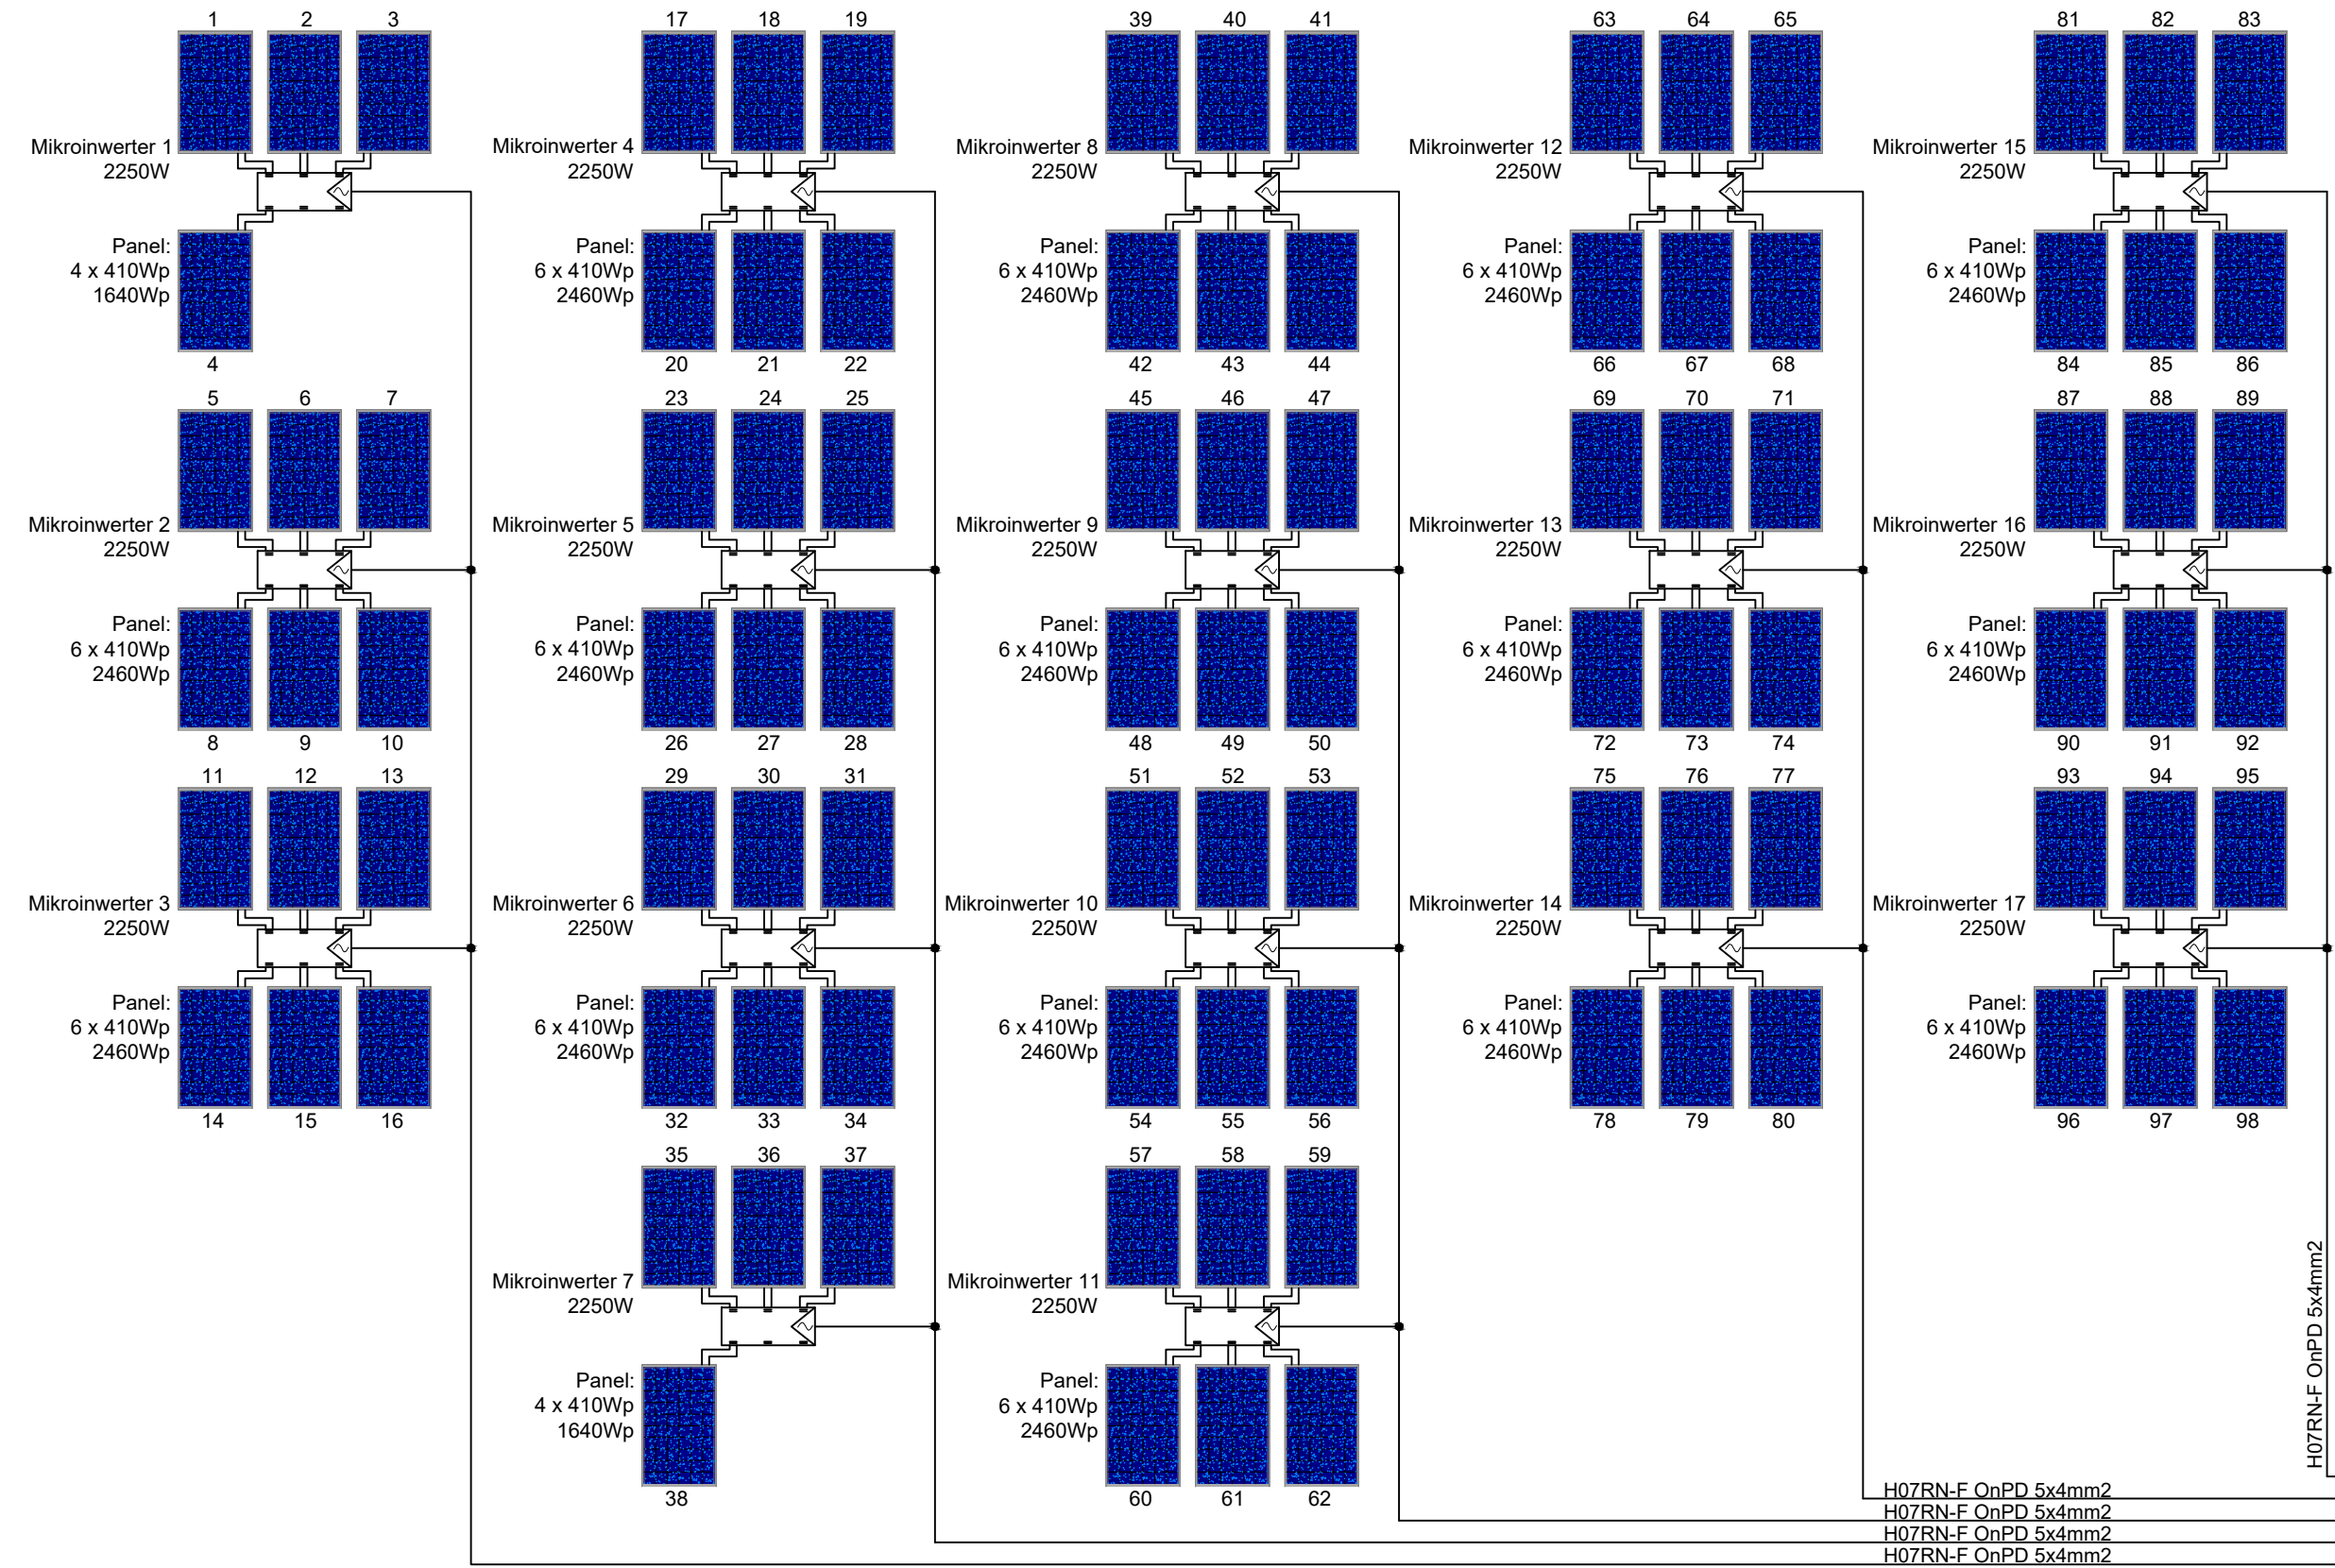 1 2 3
Mikroinwerter 1
2250W
Panel:
4 x 410Wp
1640Wp
4
5 6 7
Mikroinwerter 2
2250W
Panel:
6 x 410Wp
2460Wp
8 9 10
11 12 13
Mikroinwerter 3
2250W
Panel:
6 x 410Wp
2460Wp
14 15 16
17 18 19
Mikroinwerter 4
2250W
Panel:
6 x 410Wp
2460Wp
20 21 22
23 24 25
Mikroinwerter 5
2250W
Panel:
6 x 410Wp
2460Wp
26 27 28
29 30 31
Mikroinwerter 6
2250W
Panel:
6 x 410Wp
2460Wp
32 33 34
35 36 37
Mikroinwerter 7
2250W
Panel:
4 x 410Wp
1640Wp
38
39 40 41
Mikroinwerter 8
2250W
Panel:
6 x 410Wp
2460Wp
42 43 44
45 46 47
Mikroinwerter 9
2250W
Panel:
6 x 410Wp
2460Wp
48 49 50
51 52 53
Mikroinwerter 10
2250W
Panel:
6 x 410Wp
2460Wp
54 55 56
57 58 59
Mikroinwerter 11
2250W
Panel:
6 x 410Wp
2460Wp
60 61 62
63 64 65
Mikroinwerter 12
2250W
Panel:
6 x 410Wp
2460Wp
66 67 68
69 70 71
Mikroinwerter 13
2250W
Panel:
6 x 410Wp
2460Wp
72 73 74
75 76 77
Mikroinwerter 14
2250W
Panel:
6 x 410Wp
2460Wp
78 79 80
81 82 83
Mikroinwerter 15
2250W
Panel:
6 x 410Wp
2460Wp
84 85 86
87 88 89
Mikroinwerter 16
2250W
Panel:
6 x 410Wp
2460Wp
90 91 92
93 94 95
Mikroinwerter 17
2250W
Panel:
6 x 410Wp
2460Wp
96 97 98
H07RN-F OnPD 5x4mm2
H07RN-F OnPD 5x4mm2
H07RN-F OnPD 5x4mm2
H07RN-F OnPD 5x4mm2
H07RN-F OnPD 5x4mm2